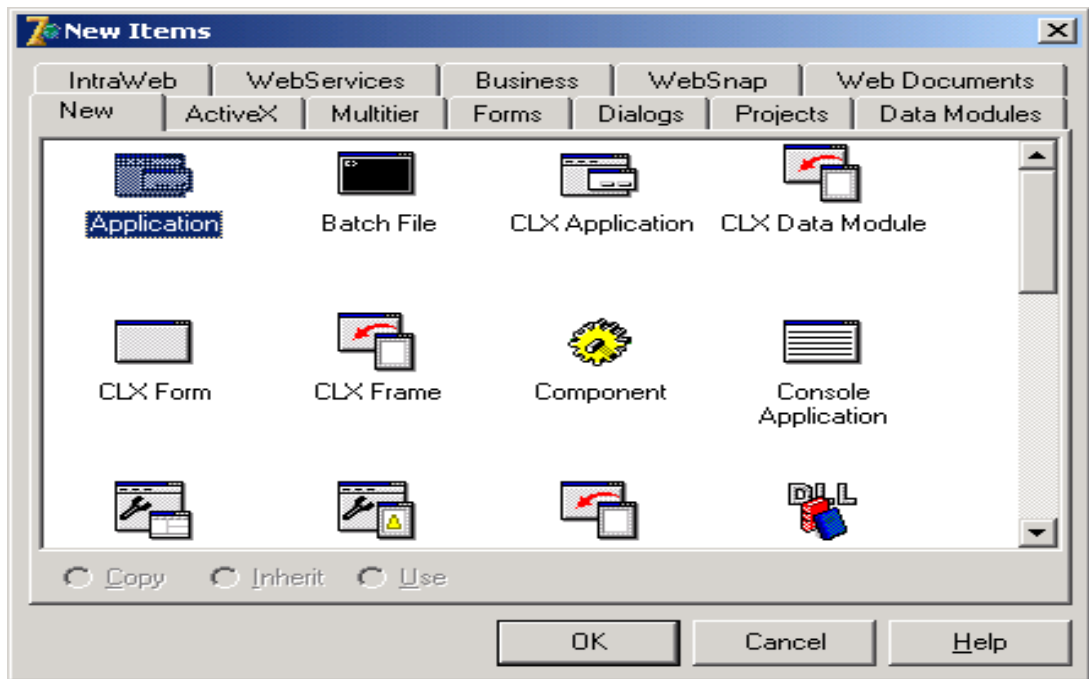 New Items
IntraWeb WebServices Business WebSnap Web Documents
New ActiveX Multitier Forms Dialogs Projects Data Modules
Application Batch File CLX Application CLX Data Module
CLX Form CLX Frame Component Console
Application
DLL
Copy Inherit Use
OK Cancel Help